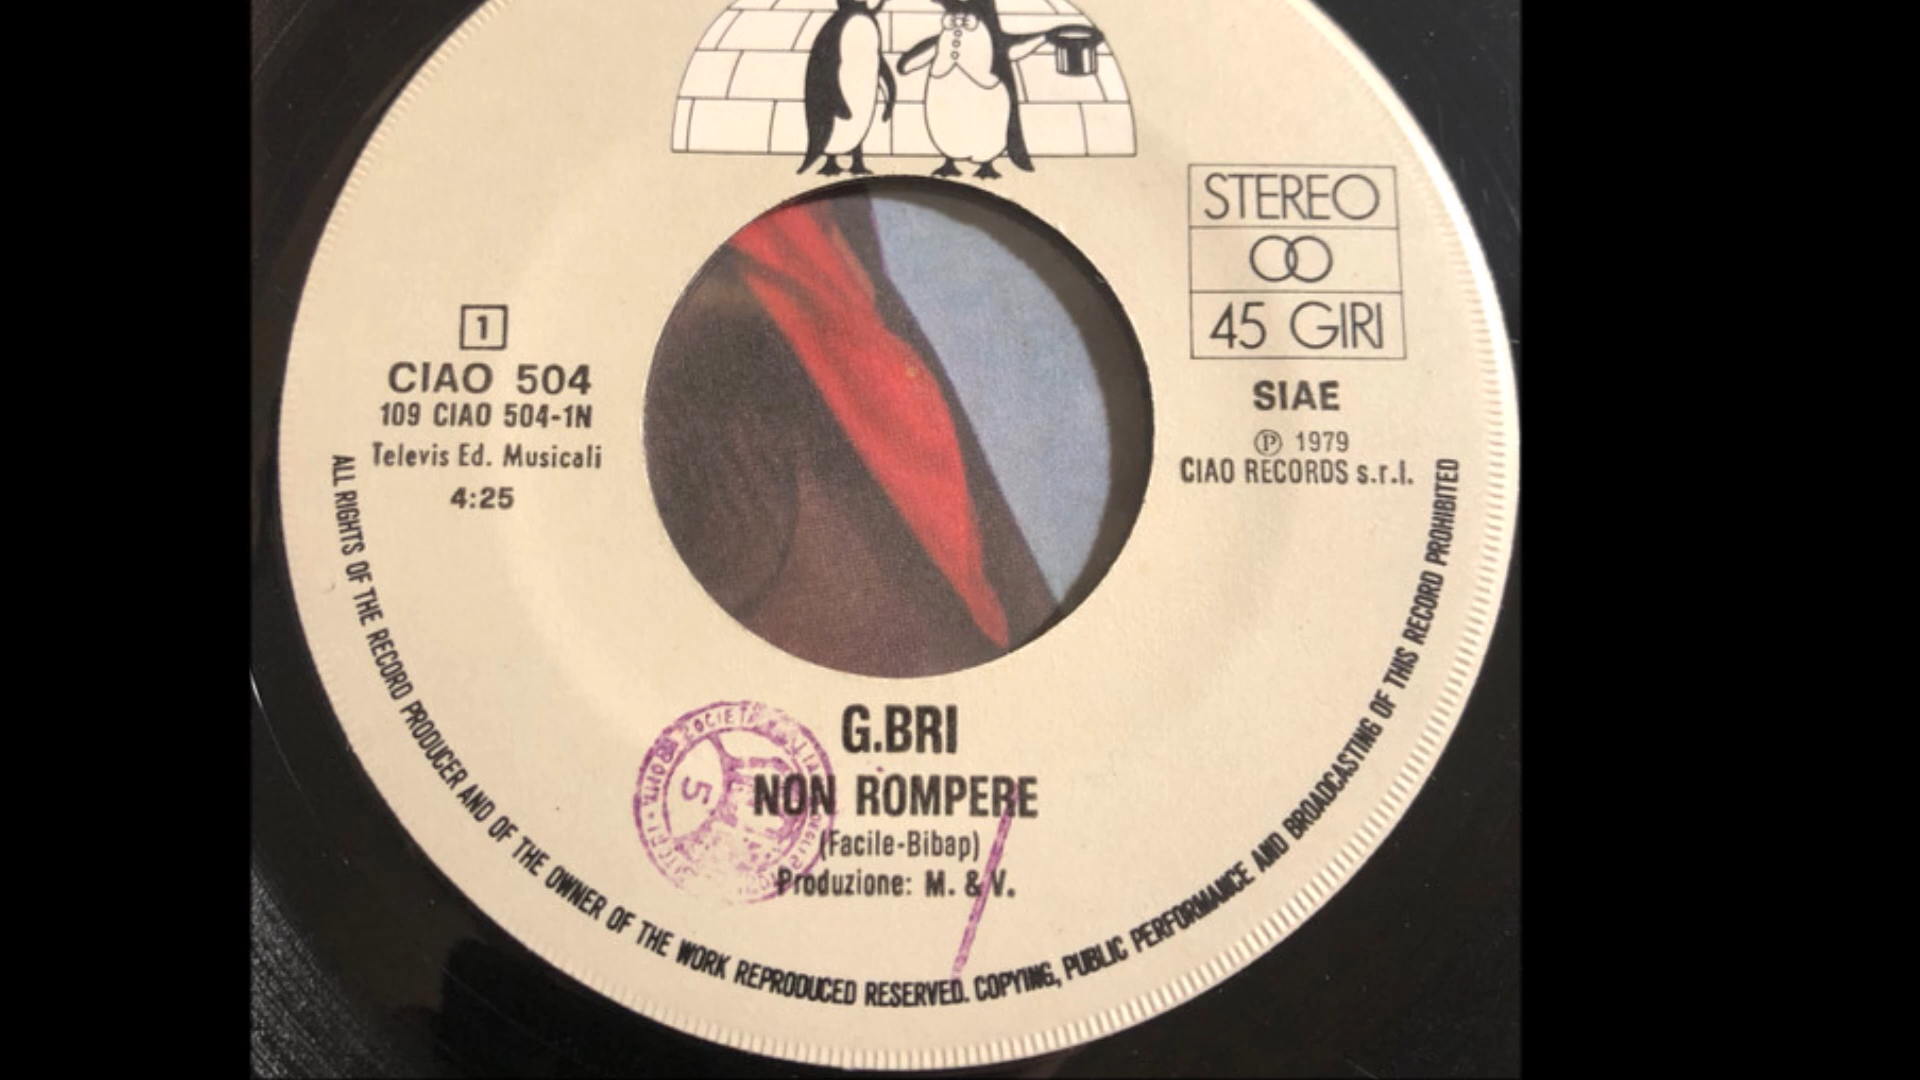 STEREO
45 GIRI
SIAE
℗ 1979
CIAO RECORDS s.r.l.
1
CIAO 504
109 CIAO 504-1N
Televis Ed. Musicali
4:25
G.BRI
NON ROMPERE
(Facile-Bibap)
Produzione: M. & V.
5
ALL RIGHTS OF THE RECORD PRODUCER AND OF THE OWNER OF THE WORK REPRODUCED RESERVED. COPYING, PUBLIC PERFORMANCE AND BROADCASTING OF THIS RECORD PROHIBITED